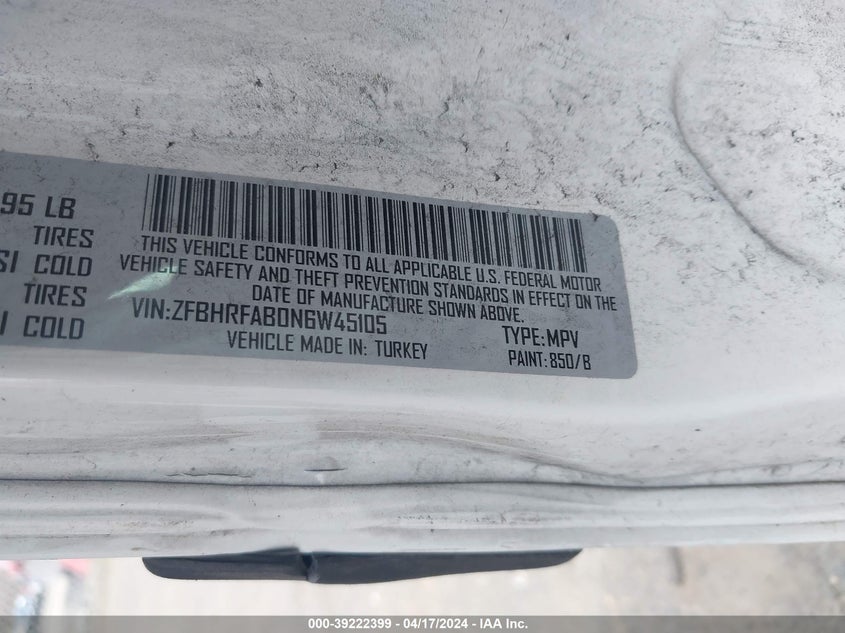 95 LB
TIRES
SI COLD
TIRES
I COLD
THIS VEHICLE CONFORMS TO ALL APPLICABLE U.S. FEDERAL MOTOR
VEHICLE SAFETY AND THEFT PREVENTION STANDARDS IN EFFECT ON THE
DATE OF MANUFACTURE SHOWN ABOVE.
VIN:ZFBHRFAB0N6W45105
TYPE:MPV
VEHICLE MADE IN: TURKEY
PAINT:850/B
000-39222399 | 04/17/2024 - IAA Inc.